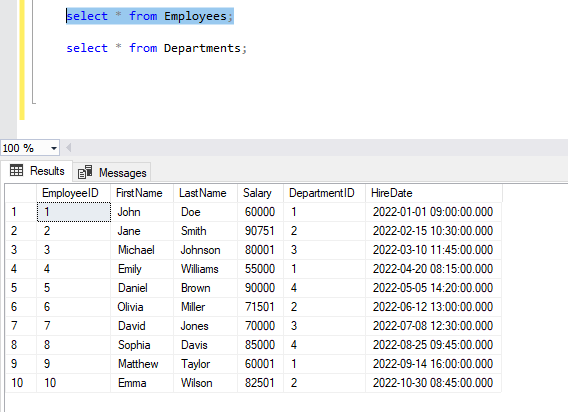 select * from Employees;
select * from Departments;
100 %
Results Messages
EmployeeID FirstName LastName Salary DepartmentID HireDate
1 1 John Doe 60000 1 2022-01-01 09:00:00.000
2 2 Jane Smith 90751 2 2022-02-15 10:30:00.000
3 3 Michael Johnson 80001 3 2022-03-10 11:45:00.000
4 4 Emily Williams 55000 1 2022-04-20 08:15:00.000
5 5 Daniel Brown 90000 4 2022-05-05 14:20:00.000
6 6 Olivia Miller 71501 2 2022-06-12 13:00:00.000
7 7 David Jones 70000 3 2022-07-08 12:30:00.000
8 8 Sophia Davis 85000 4 2022-08-25 09:45:00.000
9 9 Matthew Taylor 60001 1 2022-09-14 16:00:00.000
10 10 Emma Wilson 82501 2 2022-10-30 08:45:00.000